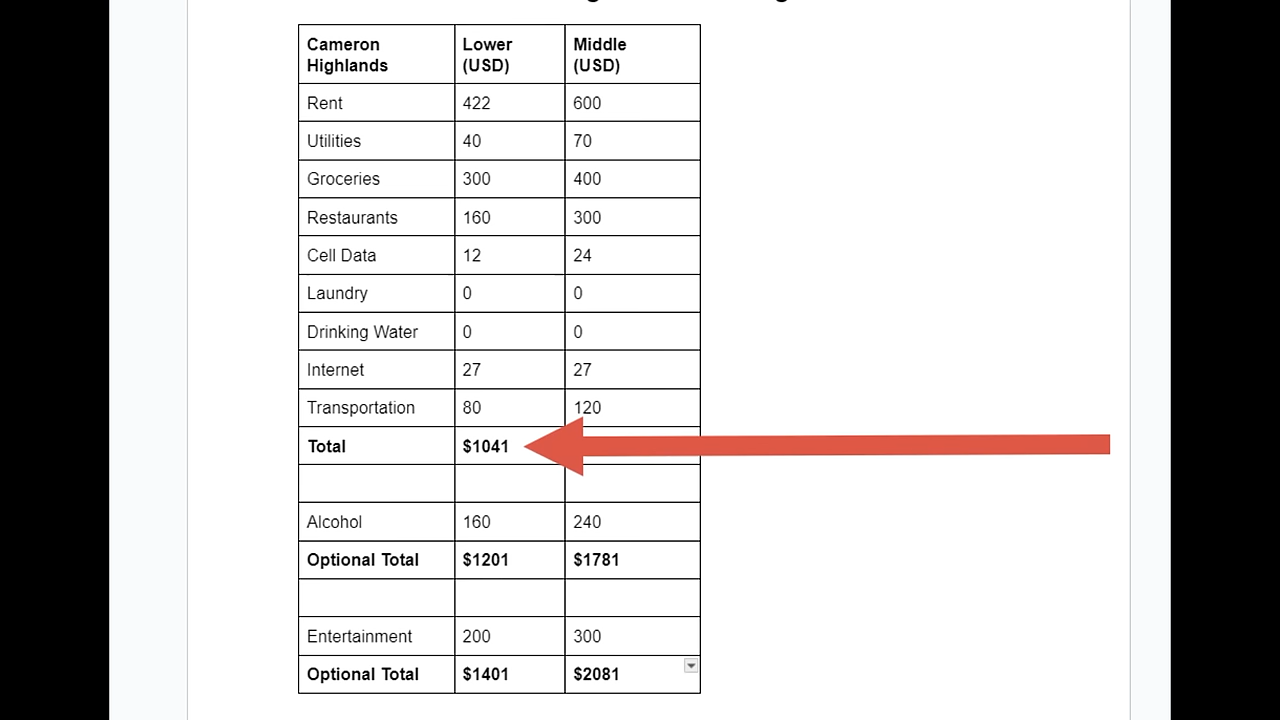 Cameron Highlands Lower (USD) Middle (USD)
Rent 422 600
Utilities 40 70
Groceries 300 400
Restaurants 160 300
Cell Data 12 24
Laundry 0 0
Drinking Water 0 0
Internet 27 27
Transportation 80 120
Total $1041
Alcohol 160 240
Optional Total $1201 $1781
Entertainment 200 300
Optional Total $1401 $2081